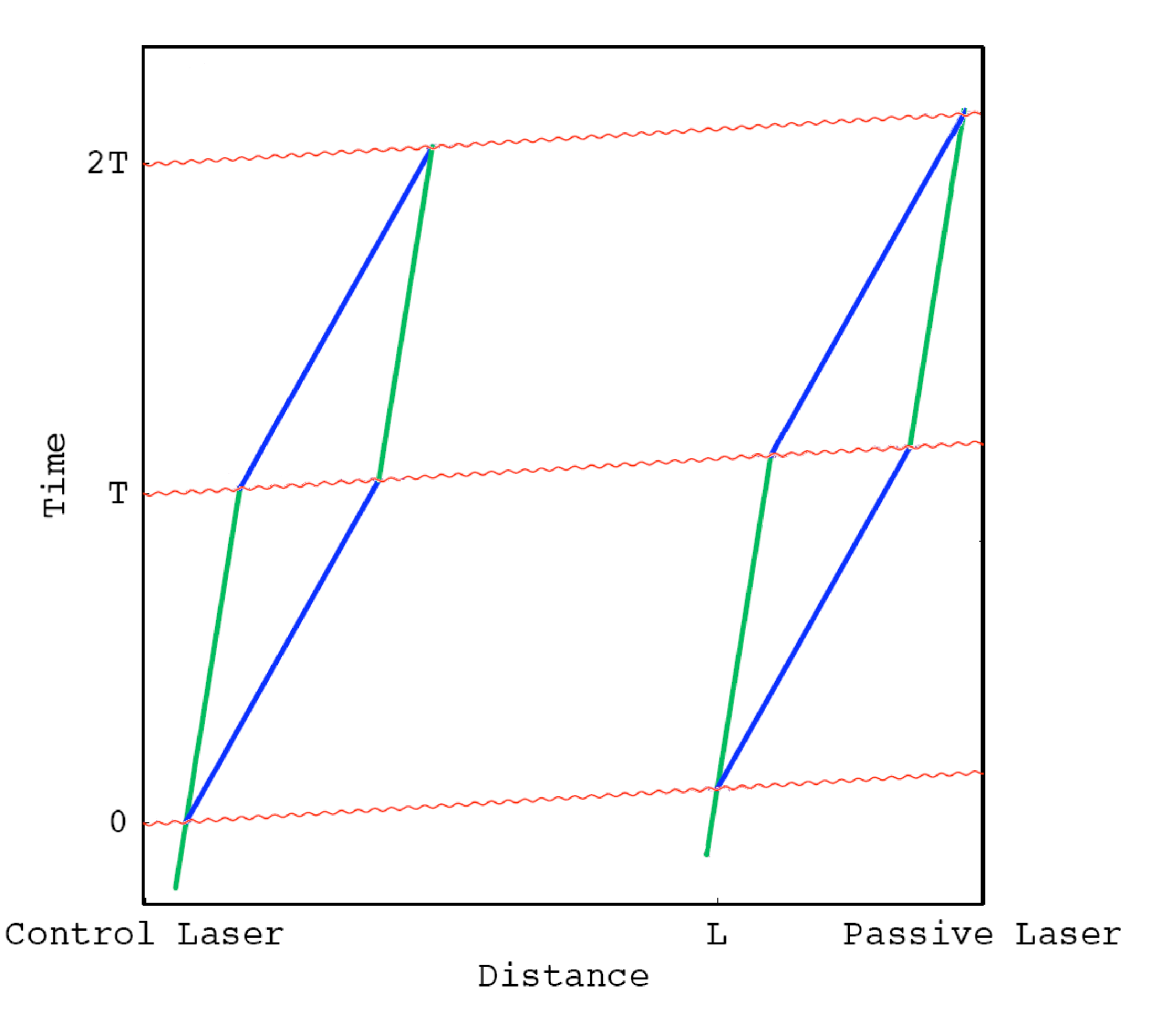 2T
T
0
Time
Control Laser
L
Passive Laser
Distance